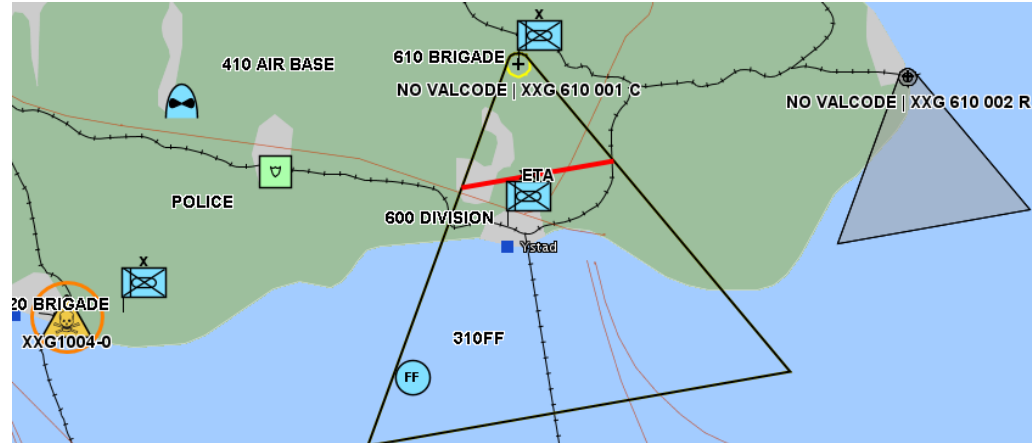 X
610 BRIGADE
410 AIR BASE
NO VALCODE | XXG 610 001 C
NO VALCODE | XXG 610 002 R
ETA
POLICE
600 DIVISION
Ystad
X
20 BRIGADE
XXG1004-0
310FF
FF